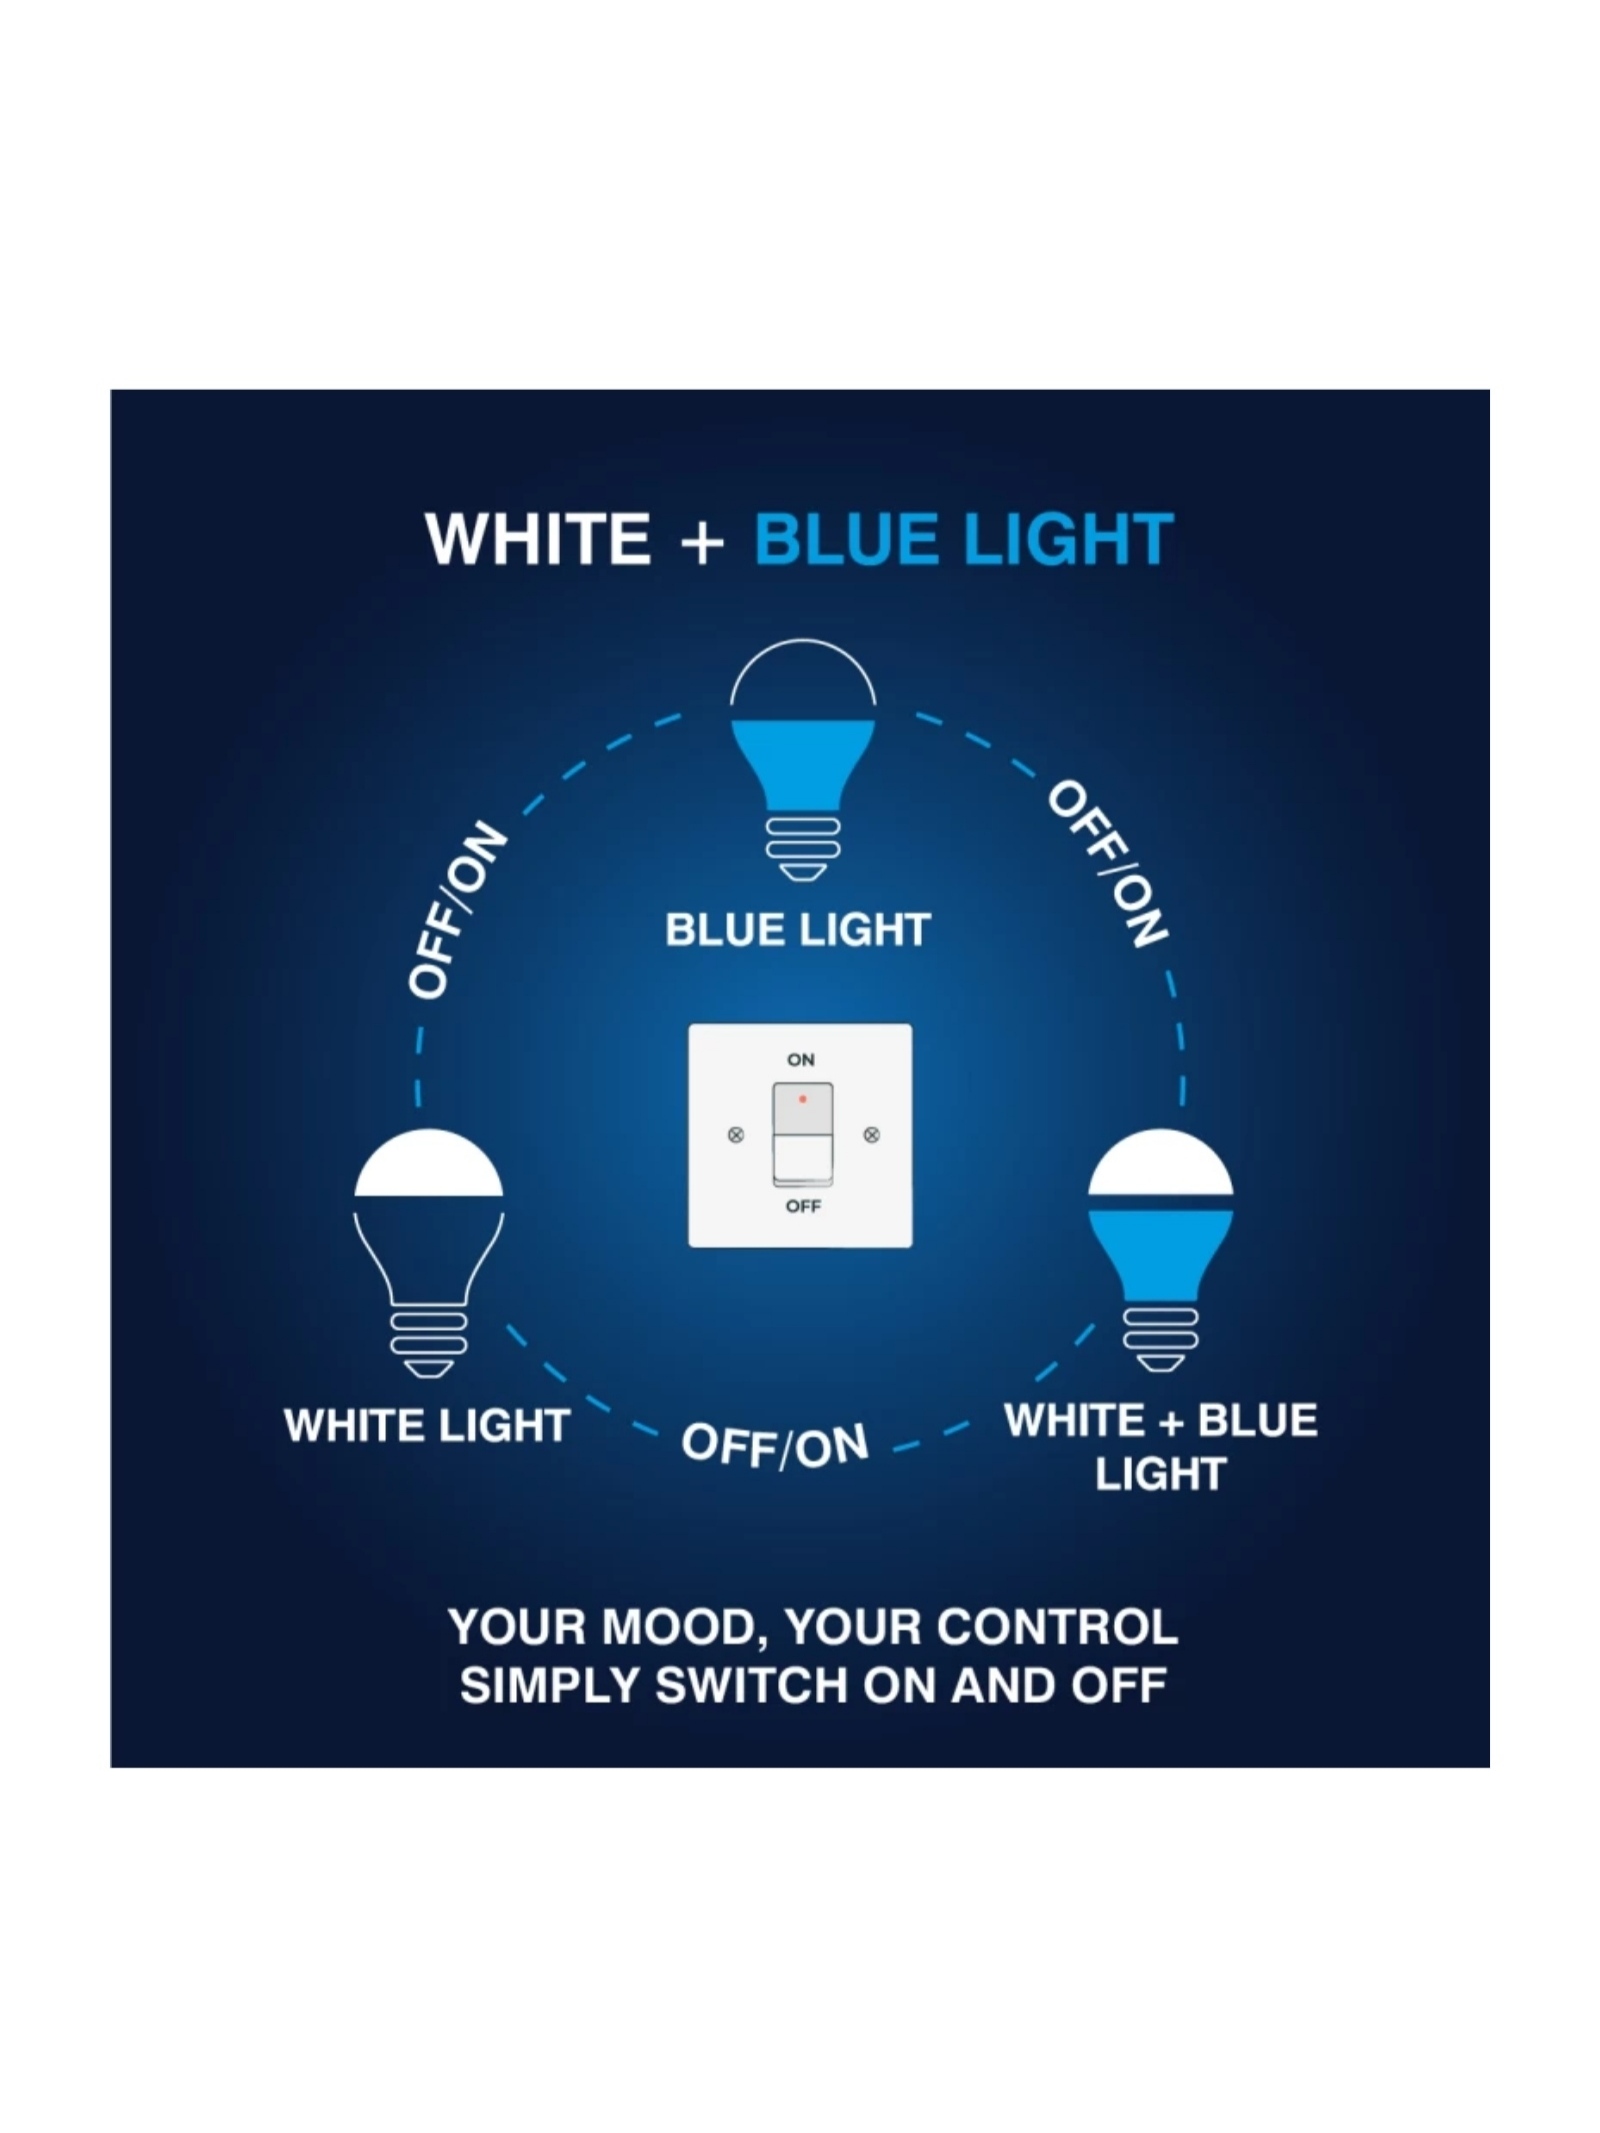 WHITE + BLUE LIGHT
OFF/ON
OFF/ON
BLUE LIGHT
ON
OFF
WHITE LIGHT
OFF/ON
WHITE + BLUE
LIGHT
YOUR MOOD, YOUR CONTROL
SIMPLY SWITCH ON AND OFF